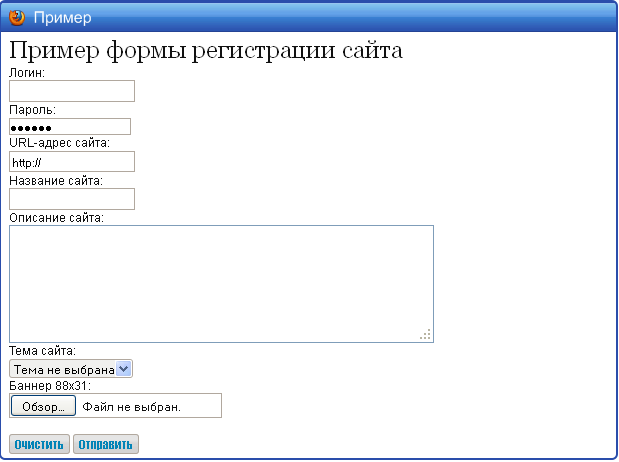 Пример
Пример формы регистрации сайта
Логин:
Пароль:
●●●●●●
URL-адрес сайта:
http://
Название сайта:
Описание сайта:
Тема сайта:
Тема не выбрана
Баннер 88x31:
Обзор... Файл не выбран.
Очистить Отправить